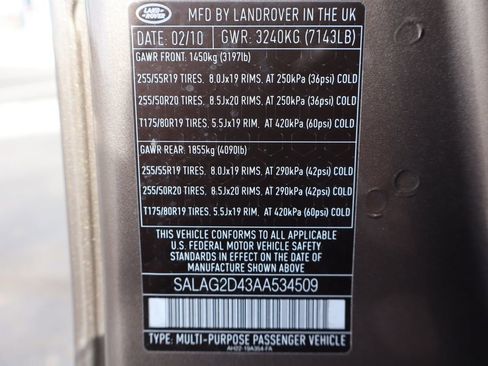 LAND ROVER
MFD BY LANDROVER IN THE UK
DATE: 02/10 GWR: 3240KG (7143LB)
GAWR FRONT: 1450kg (3197lb)
255/55R19 TIRES, 8.0Jx19 RIMS, AT 250kPa (36psi) COLD
255/50R20 TIRES, 8.5Jx20 RIMS, AT 250kPa (36psi) COLD
T175/80R19 TIRES, 5.5Jx19 RIM, AT 420kPa (60psi) COLD
GAWR REAR: 1855kg (4090lb)
255/55R19 TIRES, 8.0Jx19 RIMS, AT 290kPa (42psi) COLD
255/50R20 TIRES, 8.5Jx20 RIMS, AT 290kPa (42psi) COLD
T175/80R19 TIRES, 5.5Jx19 RIM, AT 420kPa (60psi) COLD
THIS VEHICLE CONFORMS TO ALL APPLICABLE
U.S. FEDERAL MOTOR VEHICLE SAFETY
STANDARDS IN EFFECT ON THE DATE OF
MANUFACTURE SHOWN ABOVE.
SALAG2D43AA534509
TYPE: MULTI-PURPOSE PASSENGER VEHICLE
AH22-19A354-FA